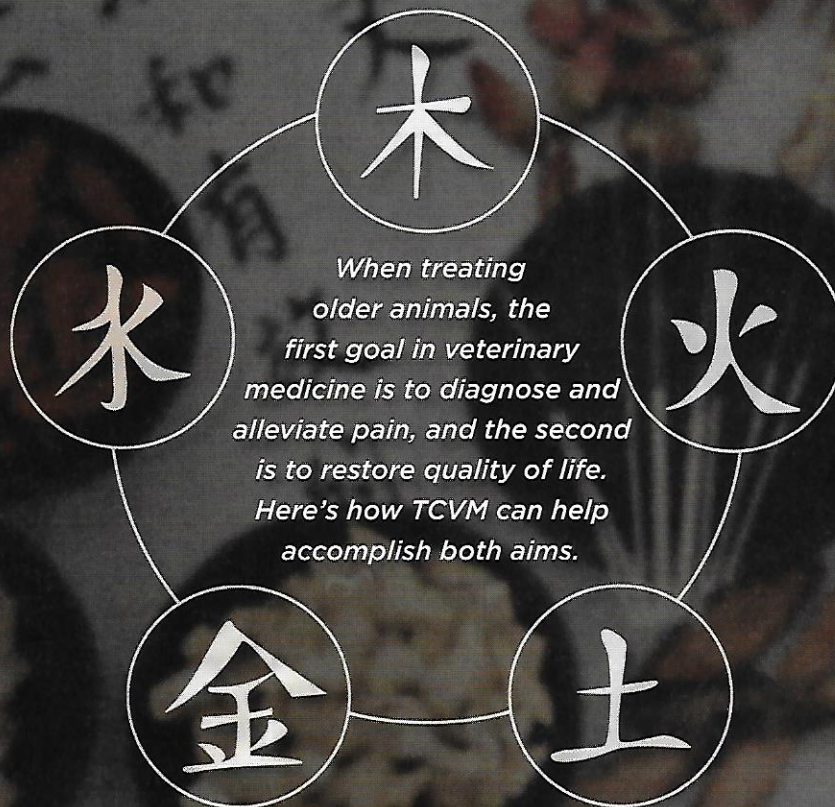 木
水
火
When treating
older animals, the
first goal in veterinary
medicine is to diagnose and
alleviate pain, and the second
is to restore quality of life.
Here's how TCVM can help
accomplish both aims.
金
土
和
有